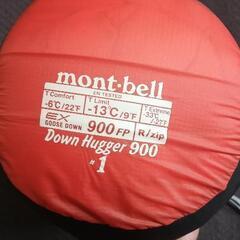 mont·bell
EN TESTED
T Comfort T Limit T Extreme
-6℃/22℉ -13℃/9℉ -33℃/-27℉
EX GOOSE DOWN 900 FP R/zip
Down Hugger 900
#1